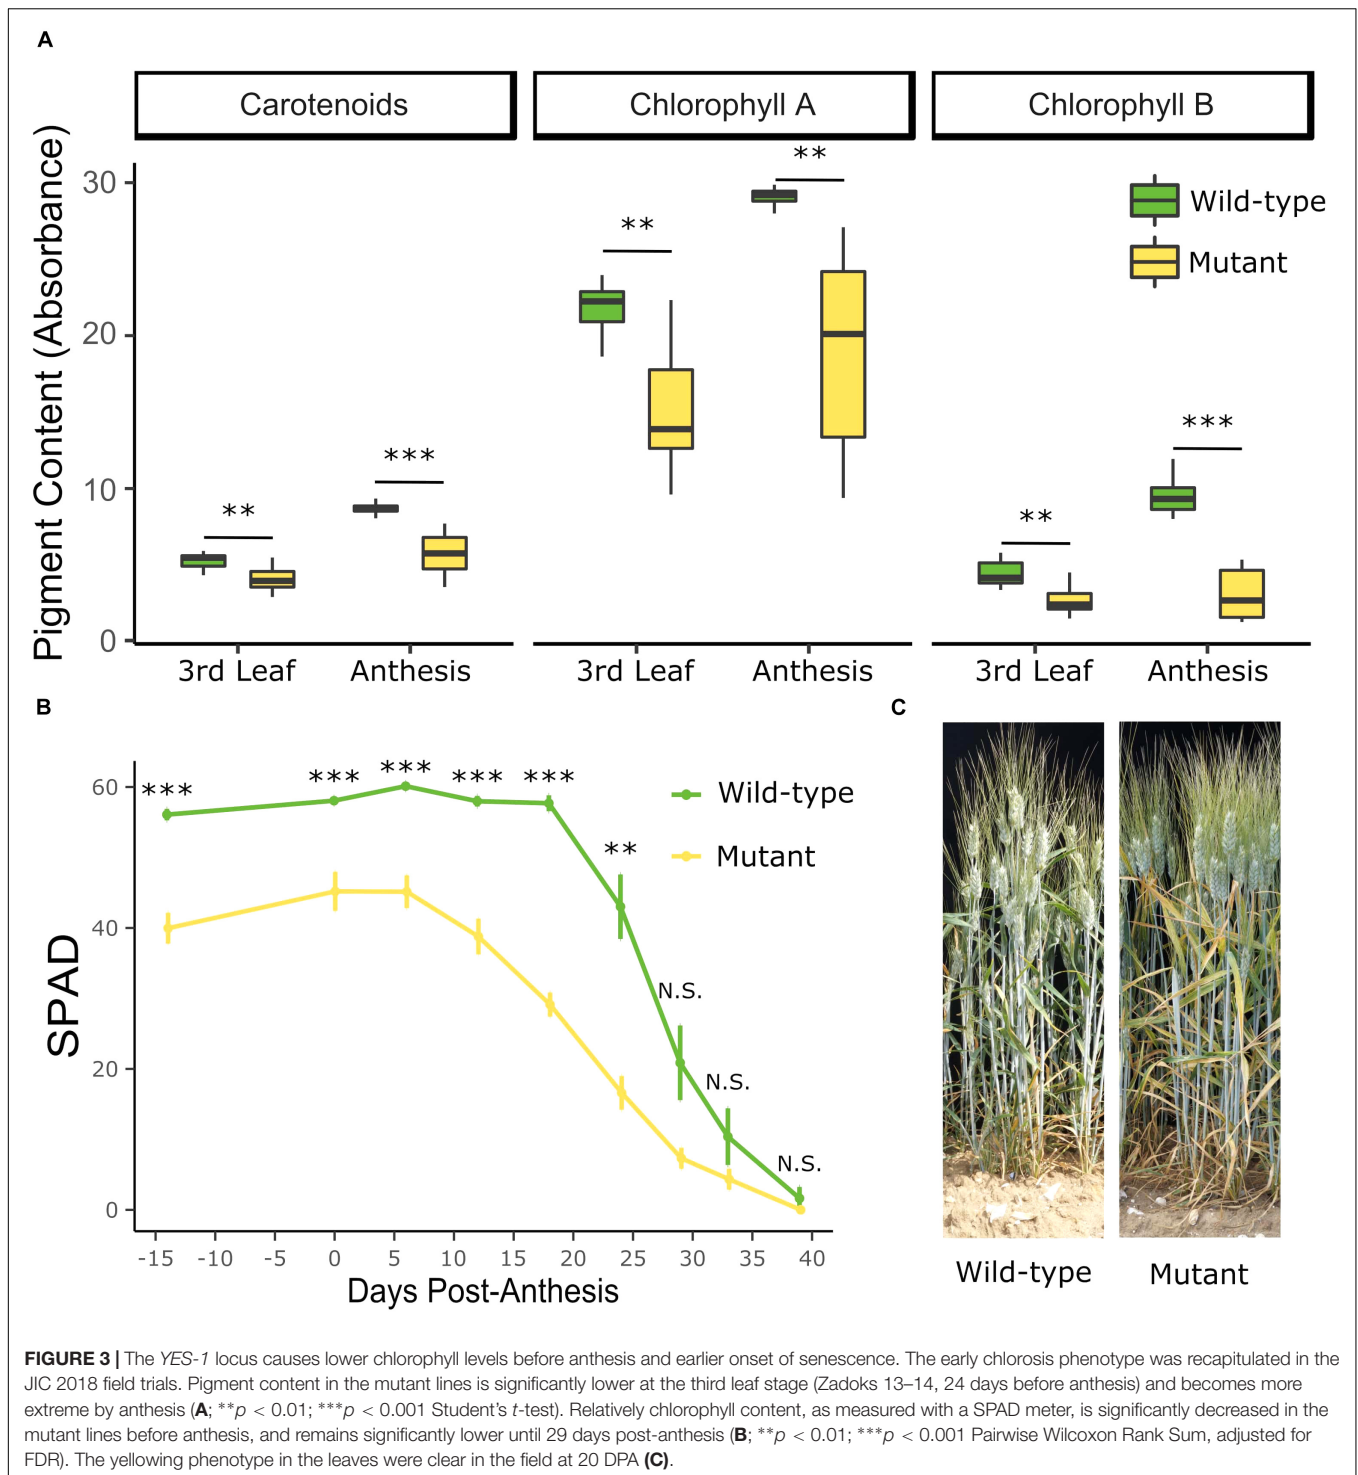 A
Carotenoids
Chlorophyll A
Chlorophyll B
Pigment Content (Absorbance)
30
20
10
0
**
***
**
**
**
***
Wild-type
Mutant
3rd Leaf
Anthesis
3rd Leaf
Anthesis
3rd Leaf
Anthesis
B
SPAD
60
40
20
0
***
***
***
***
***
**
N.S.
N.S.
N.S.
Wild-type
Mutant
-15 -10 -5 0 5 10 15 20 25 30 35 40
Days Post-Anthesis
C
Wild-type
Mutant
FIGURE 3 | The YES-1 locus causes lower chlorophyll levels before anthesis and earlier onset of senescence. The early chlorosis phenotype was recapitulated in the
JIC 2018 field trials. Pigment content in the mutant lines is significantly lower at the third leaf stage (Zadoks 13–14, 24 days before anthesis) and becomes more
extreme by anthesis (A; **p < 0.01; ***p < 0.001 Student's t-test). Relatively chlorophyll content, as measured with a SPAD meter, is significantly decreased in the
mutant lines before anthesis, and remains significantly lower until 29 days post-anthesis (B; **p < 0.01; ***p < 0.001 Pairwise Wilcoxon Rank Sum, adjusted for
FDR). The yellowing phenotype in the leaves were clear in the field at 20 DPA (C).